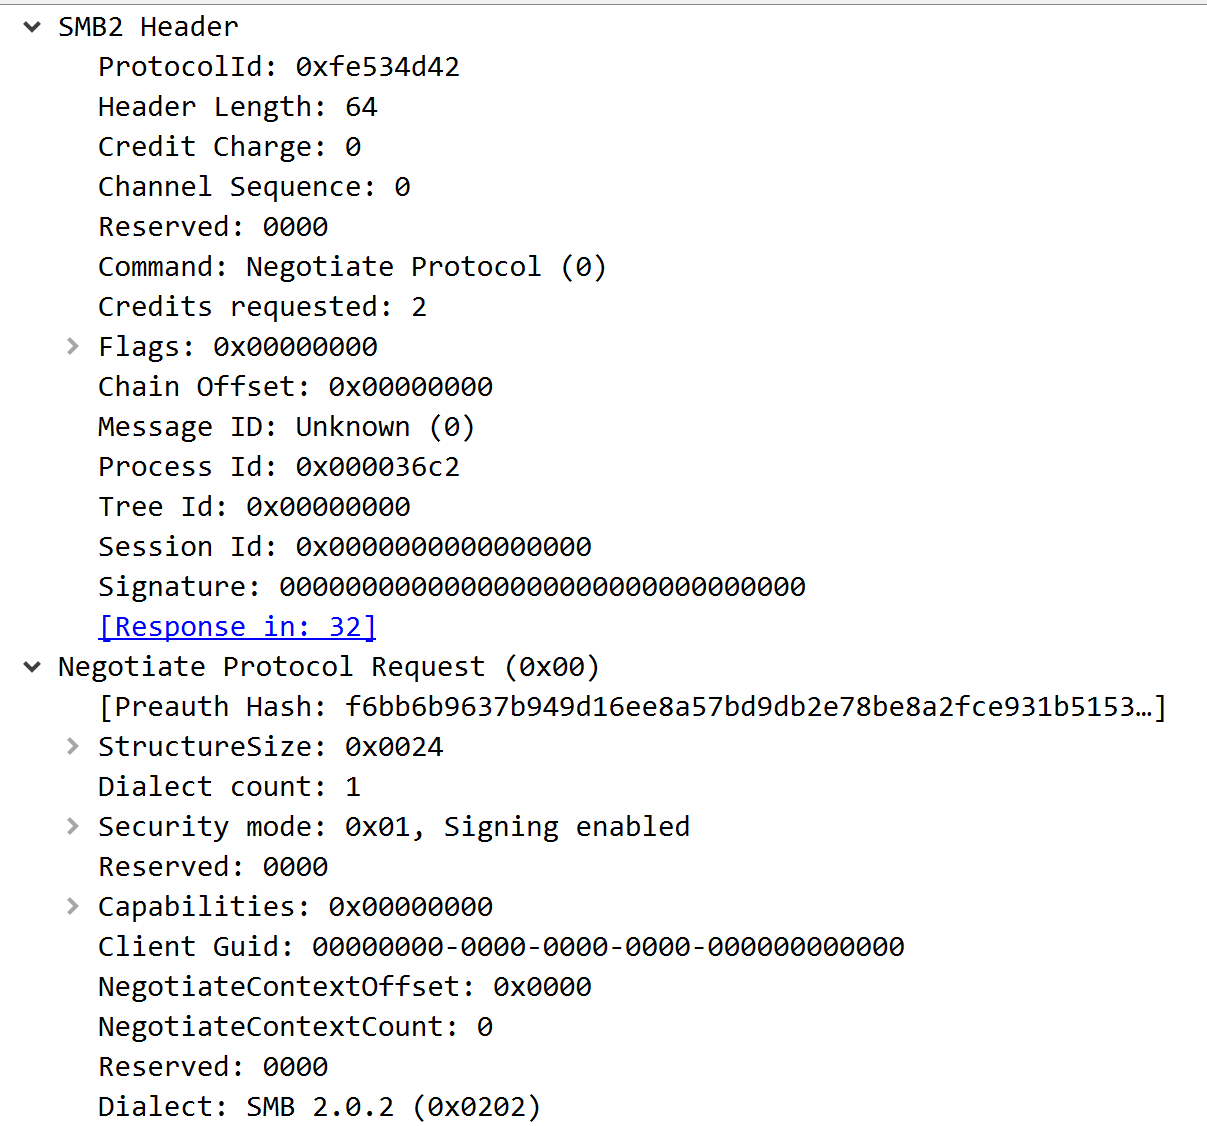 SMB2 Header
ProtocolId: 0xfe534d42
Header Length: 64
Credit Charge: 0
Channel Sequence: 0
Reserved: 0000
Command: Negotiate Protocol (0)
Credits requested: 2
Flags: 0x00000000
Chain Offset: 0x00000000
Message ID: Unknown (0)
Process Id: 0x000036c2
Tree Id: 0x00000000
Session Id: 0x0000000000000000
Signature: 00000000000000000000000000000000
[Response in: 32]
Negotiate Protocol Request (0x00)
[Preauth Hash: f6bb6b9637b949d16ee8a57bd9db2e78be8a2fce931b5153…]
StructureSize: 0x0024
Dialect count: 1
Security mode: 0x01, Signing enabled
Reserved: 0000
Capabilities: 0x00000000
Client Guid: 00000000-0000-0000-0000-000000000000
NegotiateContextOffset: 0x0000
NegotiateContextCount: 0
Reserved: 0000
Dialect: SMB 2.0.2 (0x0202)